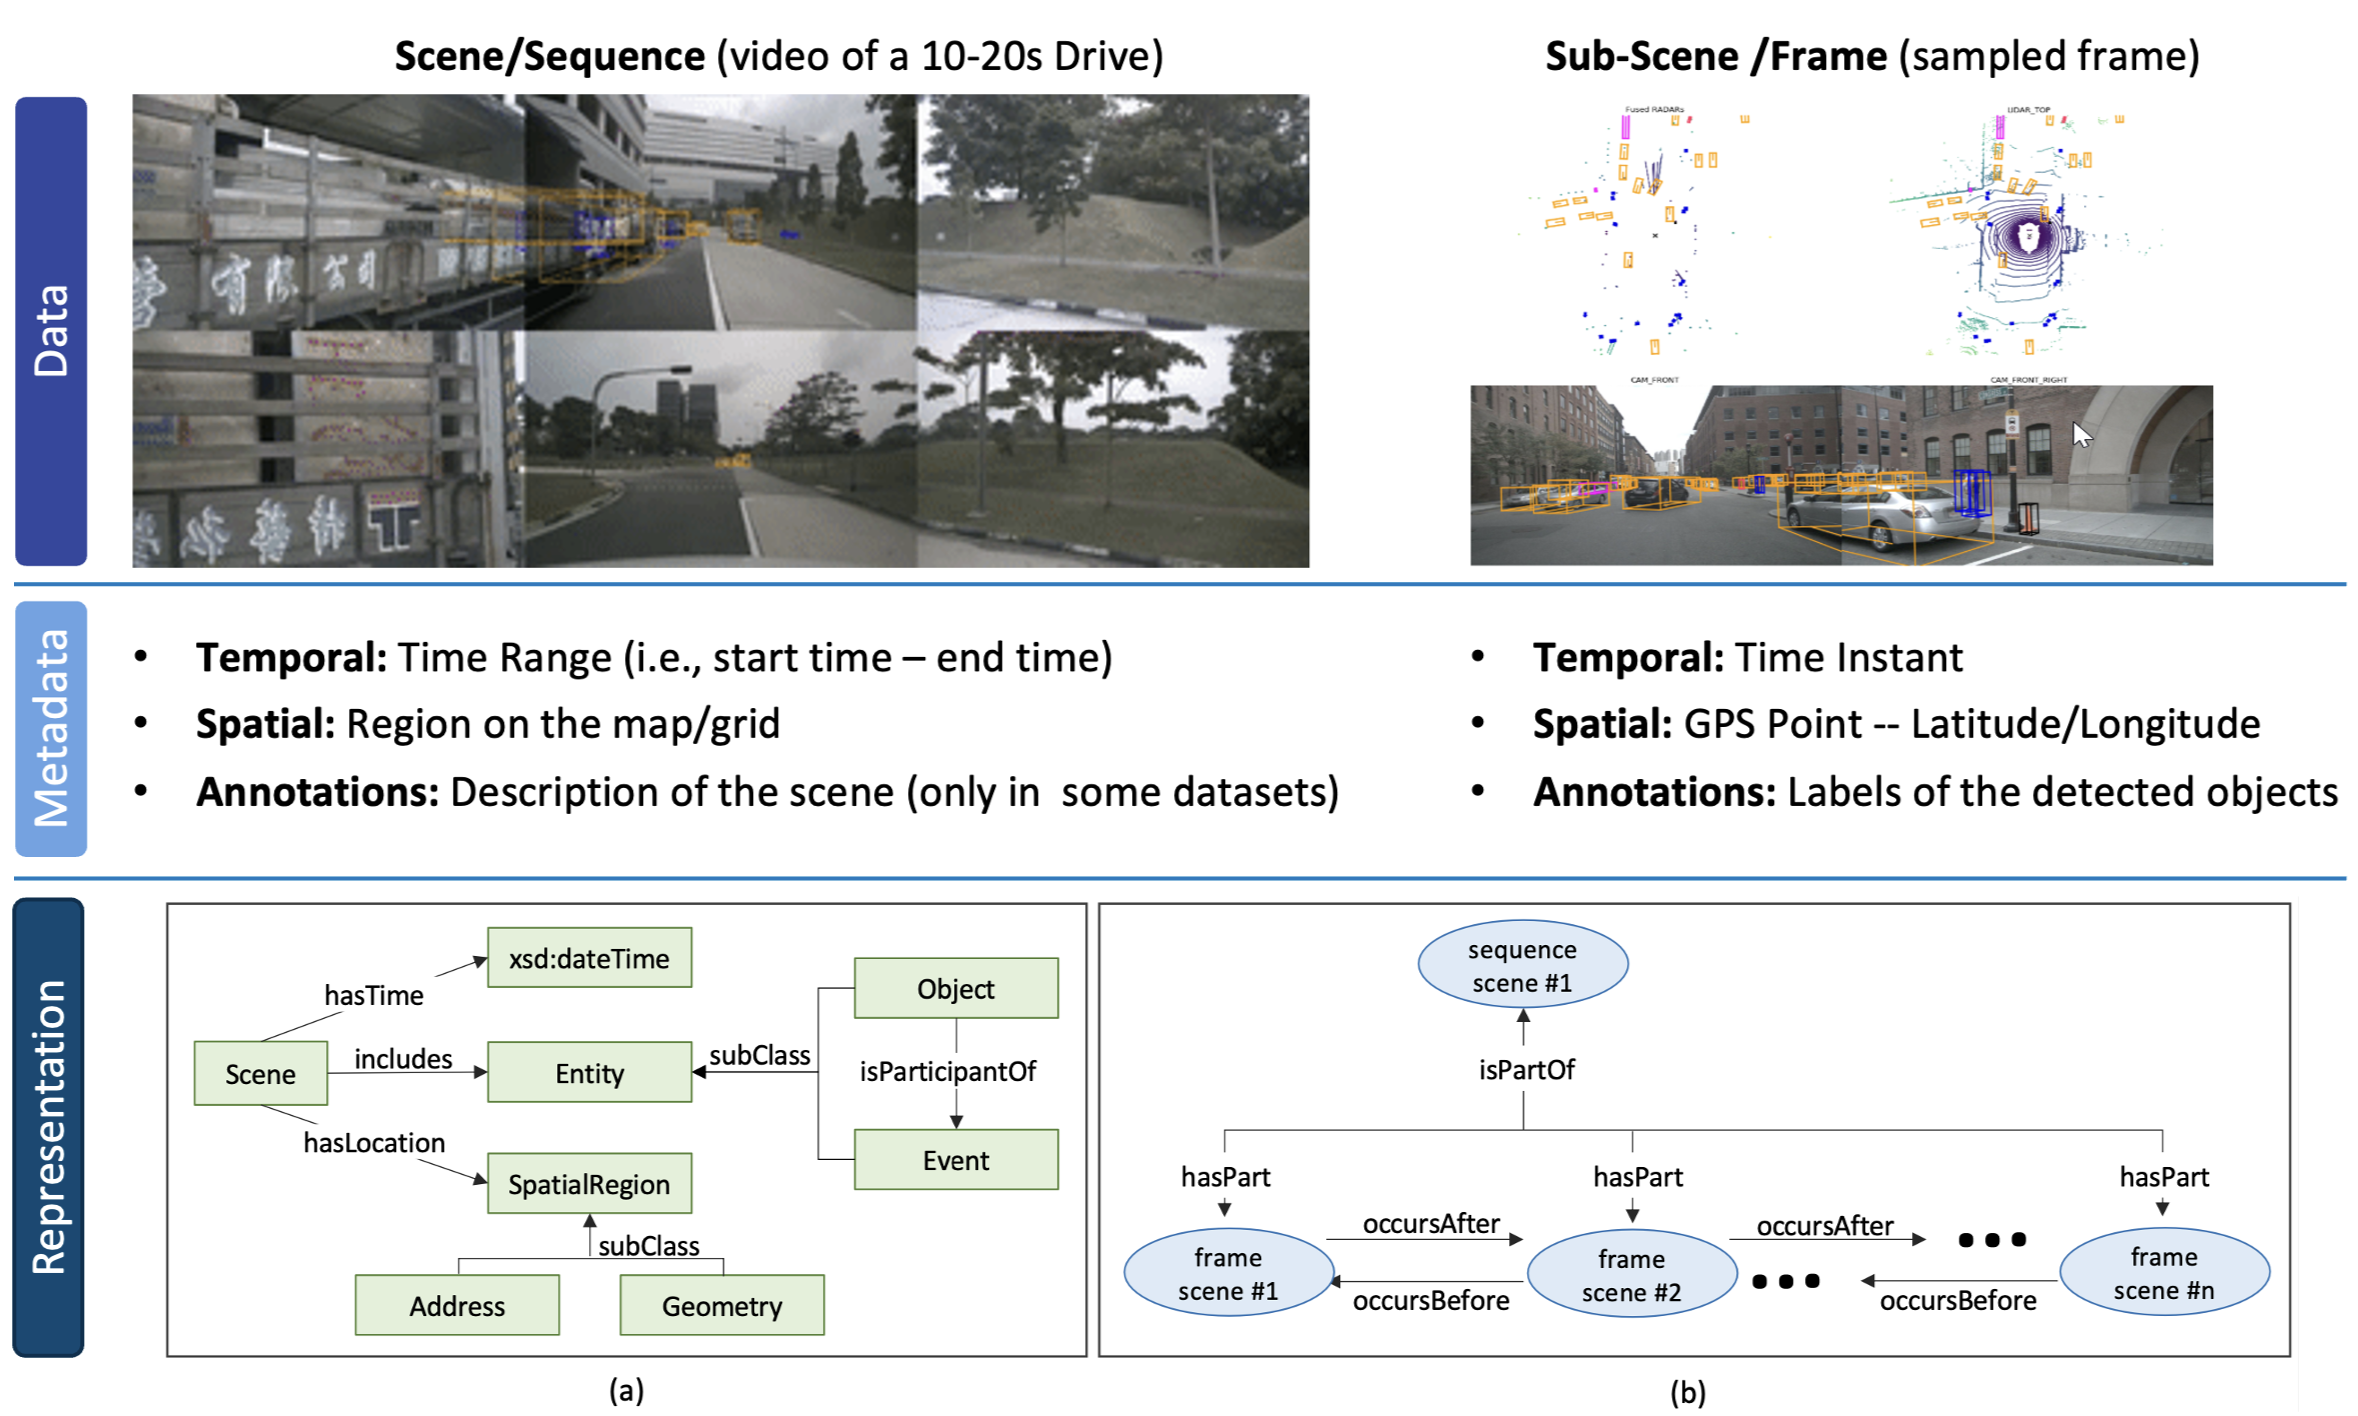 Scene/Sequence (video of a 10-20s Drive)
Sub-Scene /Frame (sampled frame)
Data
有限公司
Fused RADARs
LIDAR_TOP
CAM_FRONT
CAM_FRONT_RIGHT
Metadata
• Temporal: Time Range (i.e., start time – end time)
• Spatial: Region on the map/grid
• Annotations: Description of the scene (only in  some datasets)
• Temporal: Time Instant
• Spatial: GPS Point -- Latitude/Longitude
• Annotations: Labels of the detected objects
Representation
xsd:dateTime
hasTime
Object
Scene
includes
Entity
subClass
isParticipantOf
hasLocation
SpatialRegion
Event
subClass
Address
Geometry
(a)
sequence
scene #1
isPartOf
hasPart
hasPart
hasPart
occursAfter
occursAfter
frame
scene #1
frame
scene #2
frame
scene #n
occursBefore
occursBefore
(b)